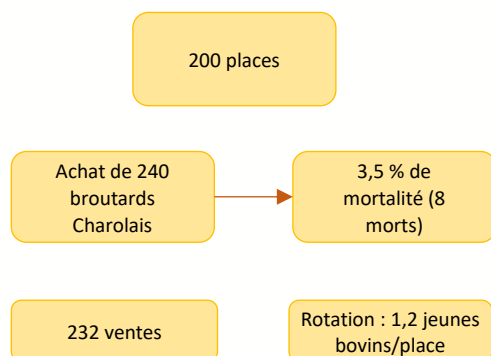 200 places
Achat de 240
broutards
Charolais
3,5 % de
mortalité (8
morts)
232 ventes
Rotation : 1,2 jeunes
bovins/place